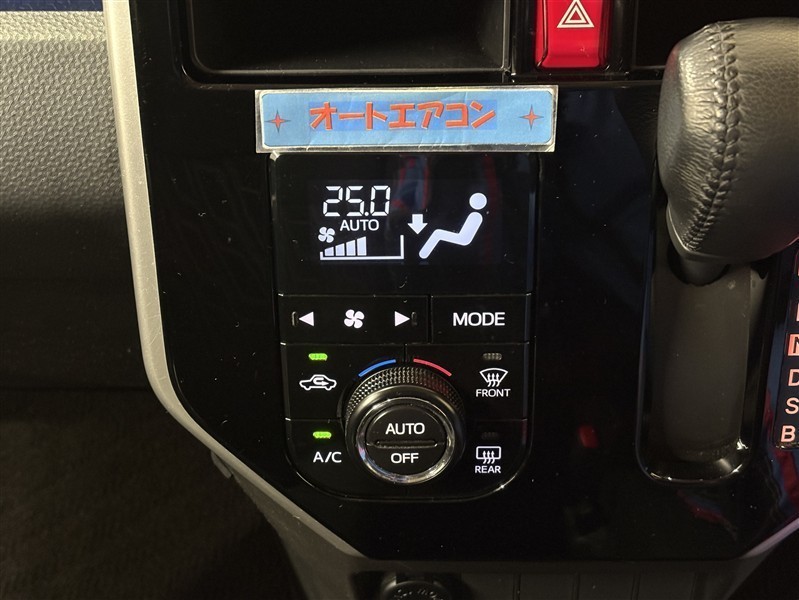 オートエアコン
25.0
AUTO
MODE
FRONT
AUTO
A/C
OFF
REAR
N
D
S
B